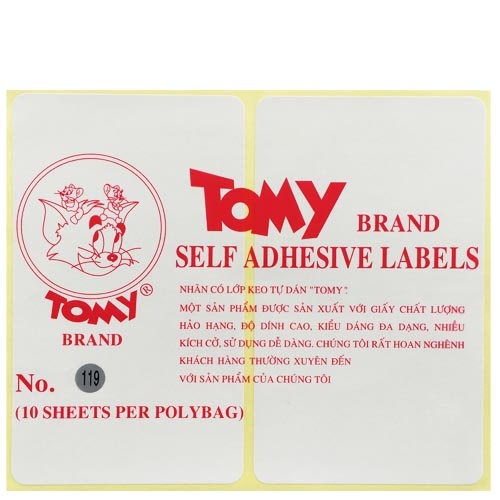 TOMY BRAND
SELF ADHESIVE LABELS
NHÃN CÓ LỚP KEO TỰ DÁN "TOMY".
MỘT SẢN PHẨM ĐƯỢC SẢN XUẤT VỚI GIẤY CHẤT LƯỢNG
HẢO HẠNG, ĐỘ DÍNH CAO, KIỂU DÁNG ĐA DẠNG, NHIỀU
KÍCH CỠ, SỬ DỤNG DỄ DÀNG. CHÚNG TÔI RẤT HOAN NGHÊNH
KHÁCH HÀNG THƯỜNG XUYÊN ĐẾN
VỚI SẢN PHẨM CỦA CHÚNG TÔI
TOMY®
BRAND
No. 119
(10 SHEETS PER POLYBAG)